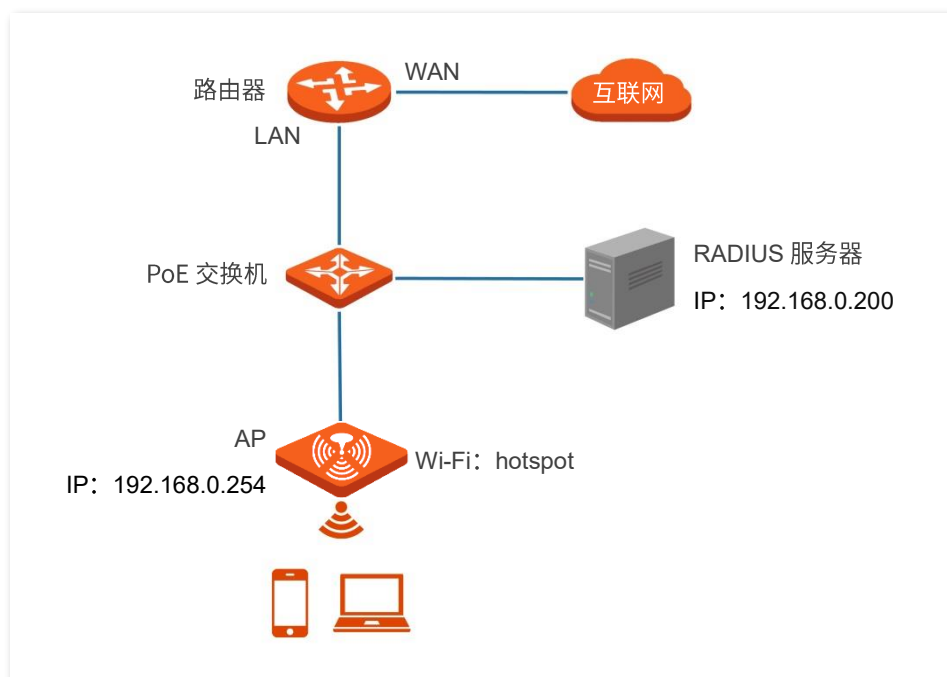 路由器
WAN
互联网
LAN
PoE 交换机
RADIUS 服务器
IP：192.168.0.200
AP
Wi-Fi：hotspot
IP：192.168.0.254